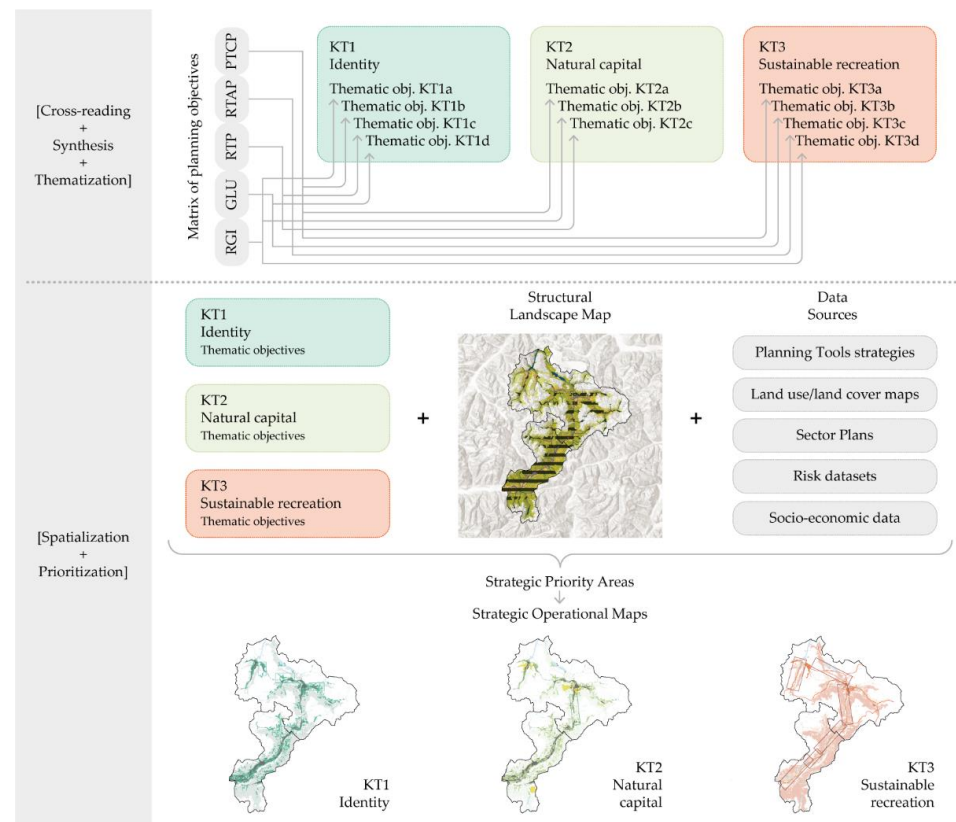 [Cross-reading
+
Synthesis
+
Thematization]
Matrix of planning objectives
PTCP
RTAP
RTP
GLU
RGI
KT1
Identity
Thematic obj. KT1a
Thematic obj. KT1b
Thematic obj. KT1c
Thematic obj. KT1d
KT2
Natural capital
Thematic obj. KT2a
Thematic obj. KT2b
Thematic obj. KT2c
KT3
Sustainable recreation
Thematic obj. KT3a
Thematic obj. KT3b
Thematic obj. KT3c
Thematic obj. KT3d
[Spatialization
+
Prioritization]
KT1
Identity
Thematic objectives
KT2
Natural capital
Thematic objectives
KT3
Sustainable recreation
Thematic objectives
+
Structural
Landscape Map
+
Data
Sources
Planning Tools strategies
Land use/land cover maps
Sector Plans
Risk datasets
Socio-economic data
Strategic Priority Areas
Strategic Operational Maps
KT1
Identity
KT2
Natural
capital
KT3
Sustainable
recreation